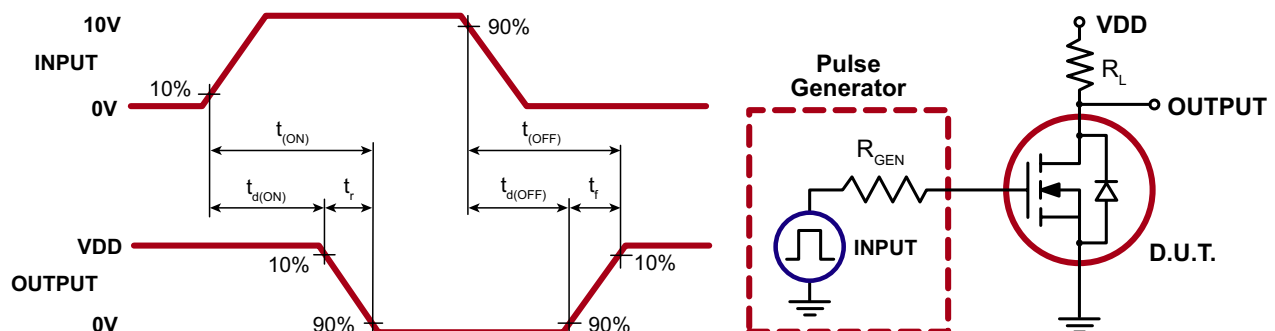 10V
INPUT
0V
10%
90%
t(ON)
t(OFF)
td(ON)
tr
td(OFF)
tf
VDD
OUTPUT
0V
10%
90%
90%
10%
Pulse
Generator
RGEN
INPUT
VDD
RL
OUTPUT
D.U.T.